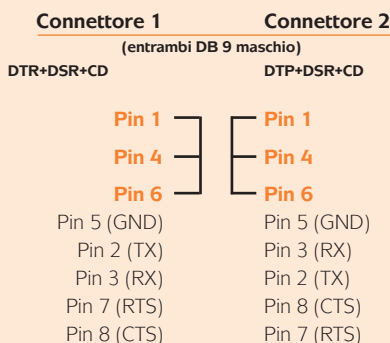 Connettore 1 Connettore 2
(entrambi DB 9 maschio)
DTR+DSR+CD DTP+DSR+CD
Pin 1 Pin 1
Pin 4 Pin 4
Pin 6 Pin 6
Pin 5 (GND) Pin 5 (GND)
Pin 2 (TX) Pin 3 (RX)
Pin 3 (RX) Pin 2 (TX)
Pin 7 (RTS) Pin 8 (CTS)
Pin 8 (CTS) Pin 7 (RTS)